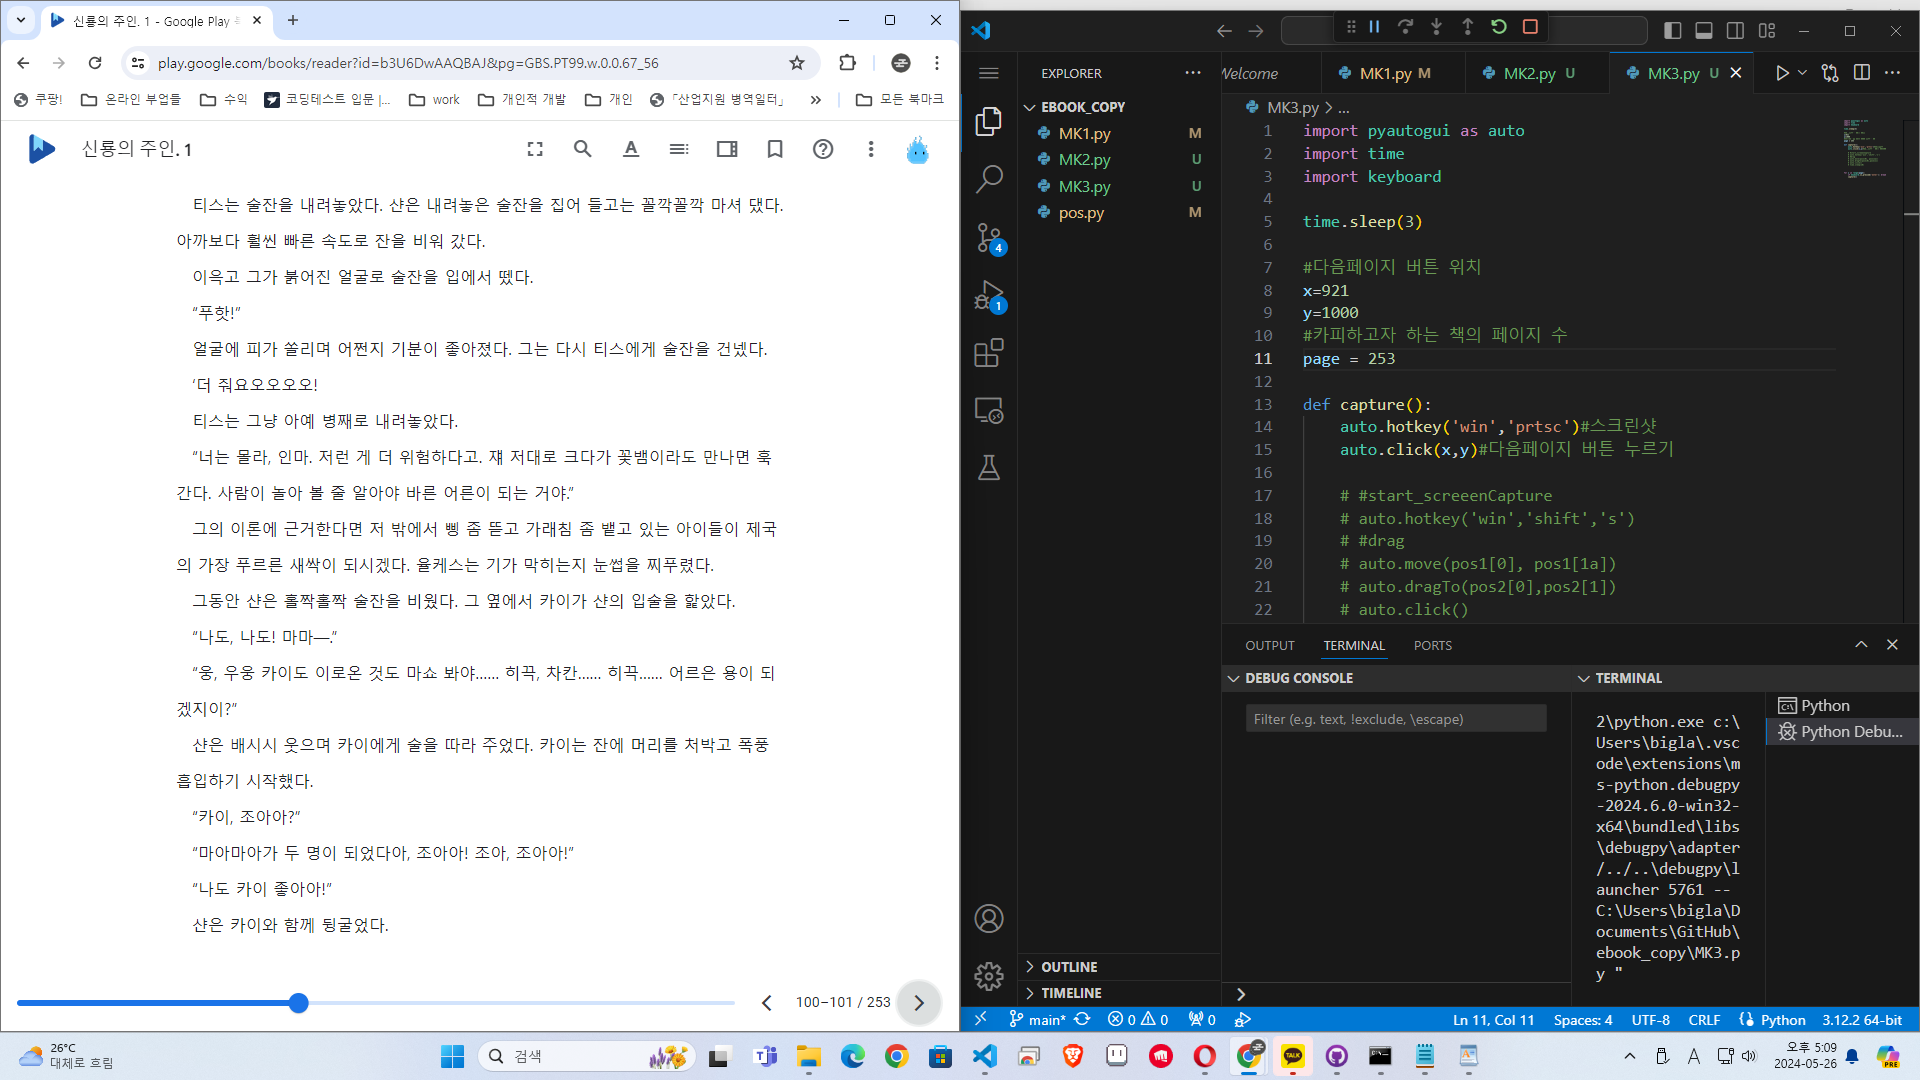 신룡의 주인. 1 - Google Play
play.google.com/books/reader?id=b3U6DwAAQBAJ&pg=GBS.PT99.w.0.0.67_56
쿠팡!
온라인 부업들
수익
코딩테스트 입문 |...
work
개인적 개발
개인
「산업지원 병역일터」
»
모든 북마크
신룡의 주인. 1
티스는 술잔을 내려놓았다. 샨은 내려놓은 술잔을 집어 들고는 꼴깍꼴깍 마셔 댔다.
아까보다 훨씬 빠른 속도로 잔을 비워 갔다.
이윽고 그가 붉어진 얼굴로 술잔을 입에서 뗐다.
“푸핫!”
얼굴에 피가 쏠리며 어쩐지 기분이 좋아졌다. 그는 다시 티스에게 술잔을 건넸다.
‘더 줘요오오오오!
티스는 그냥 아예 병째로 내려놓았다.
“너는 몰라, 인마. 저런 게 더 위험하다고. 쟤 저대로 크다가 꽃뱀이라도 만나면 훅
간다. 사람이 놀아 볼 줄 알아야 바른 어른이 되는 거야.”
그의 이론에 근거한다면 저 밖에서 삥 좀 뜯고 가래침 좀 뱉고 있는 아이들이 제국
의 가장 푸르른 새싹이 되시겠다. 율케스는 기가 막히는지 눈썹을 찌푸렸다.
그동안 샨은 홀짝홀짝 술잔을 비웠다. 그 옆에서 카이가 샨의 입술을 핥았다.
“나도, 나도! 마마―.”
“웅, 우웅 카이도 이로온 것도 마쇼 봐야...... 히끅, 차칸...... 히끅...... 어르은 용이 되
겠지이?”
샨은 배시시 웃으며 카이에게 술을 따라 주었다. 카이는 잔에 머리를 처박고 폭풍
흡입하기 시작했다.
“카이, 조아아?”
“마아마아가 두 명이 되었다아, 조아아! 조아, 조아아!”
“나도 카이 좋아아!”
샨은 카이와 함께 뒹굴었다.
100–101 / 253
EXPLORER
EBOOK_COPY
MK1.py M
MK2.py U
MK3.py U
pos.py M
OUTLINE
TIMELINE
4
1
Welcome
MK1.py M
MK2.py U
MK3.py U
MK3.py > ...
1 import pyautogui as auto
2 import time
3 import keyboard
4
5 time.sleep(3)
6
7 #다음페이지 버튼 위치
8 x=921
9 y=1000
10 #카피하고자 하는 책의 페이지 수
11 page = 253
12
13 def capture():
14 auto.hotkey('win','prtsc')#스크린샷
15 auto.click(x,y)#다음페이지 버튼 누르기
16
17 # #start_screeenCapture
18 # auto.hotkey('win','shift','s')
19 # #drag
20 # auto.move(pos1[0], pos1[1a])
21 # auto.dragTo(pos2[0],pos2[1])
22 # auto.click()
OUTPUT
TERMINAL
PORTS
DEBUG CONSOLE
Filter (e.g. text, !exclude, \escape)
TERMINAL
2\python.exe c:\
Users\bigla\.vsc
ode\extensions\m
s-python.debugpy
-2024.6.0-win32-
x64\bundled\libs
\debugpy\adapter
/../..\debugpy\l
auncher 5761 --
C:\Users\bigla\D
ocuments\GitHub\
ebook_copy\MK3.p
y "
Python
Python Debu...
main*
0 0
0
Ln 11, Col 11
Spaces: 4
UTF-8
CRLF
Python
3.12.2 64-bit
26°C
대체로 흐림
검색
TALK
A
오후 5:09
2024-05-26
PRE